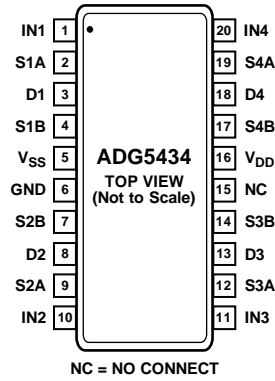 IN1 1 20 IN4
S1A 2 19 S4A
D1 3 18 D4
S1B 4 17 S4B
VSS 5 ADG5434 16 VDD
GND 6 TOP VIEW 15 NC
(Not to Scale)
S2B 7 14 S3B
D2 8 13 D3
S2A 9 12 S3A
IN2 10 11 IN3
NC = NO CONNECT